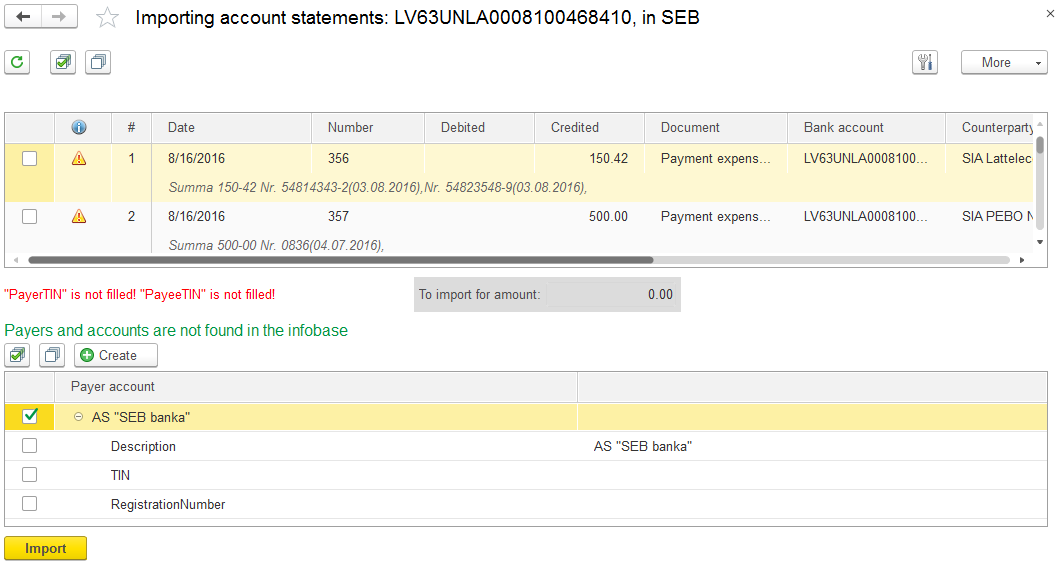 Importing account statements: LV63UNLA0008100468410, in SEB
More
# Date Number Debited Credited Document Bank account Counterparty
1 8/16/2016 356 150.42 Payment expens... LV63UNLA0008100... SIA Lattelec
Summa 150-42 Nr. 54814343-2(03.08.2016),Nr. 54823548-9(03.08.2016),
2 8/16/2016 357 500.00 Payment expens... LV63UNLA0008100... SIA PEBO N
Summa 500-00 Nr. 0836(04.07.2016),
"PayerTIN" is not filled! "PayeeTIN" is not filled! To import for amount: 0.00
Payers and accounts are not found in the infobase
Create
Payer account
AS "SEB banka"
Description AS "SEB banka"
TIN
RegistrationNumber
Import